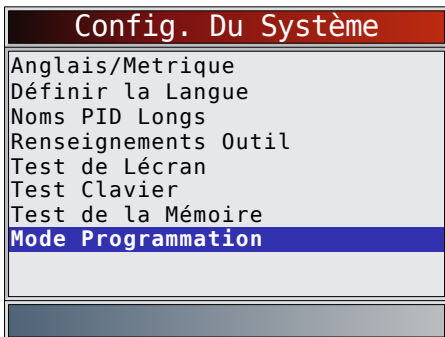 Config. Du Système
Anglais/Metrique
Définir la Langue
Noms PID Longs
Renseignements Outil
Test de Lécran
Test Clavier
Test de la Mémoire
Mode Programmation